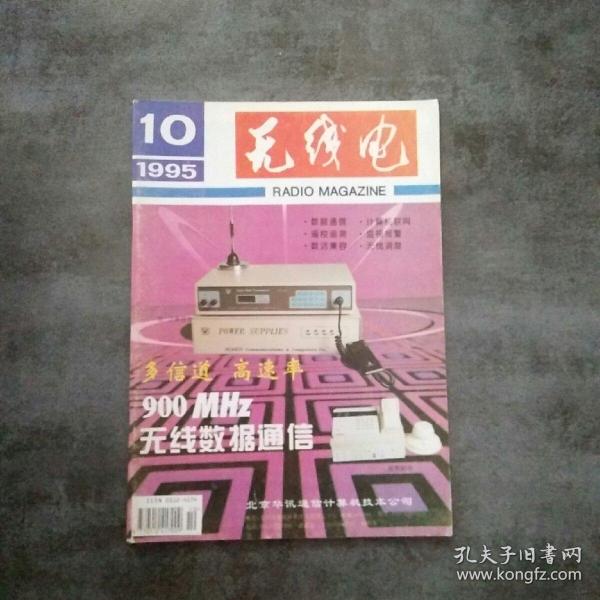 10
1995
无线电
RADIO MAGAZINE
·数据通信 ·计算机联网
·遥控遥测 ·监视报警
·数话兼容 ·无线调度
POWER SUPPLIES
多信道 高速率
900 MHz
无线数据通信
北京华讯通信计算机技术公司
孔夫子旧书网
www.kongfz.com